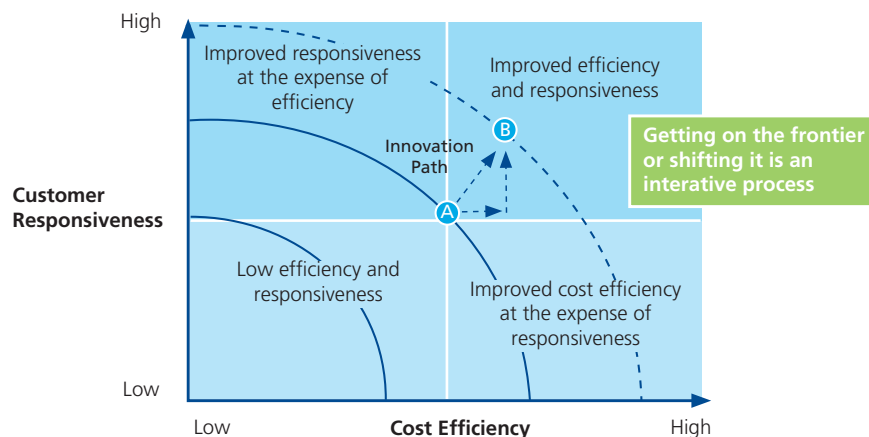 High
Improved responsiveness
at the expense of
efficiency
Improved efficiency
and responsiveness
B
Innovation
Path
Getting on the frontier
or shifting it is an
interative process
Customer
Responsiveness
A
Low efficiency and
responsiveness
Improved cost efficiency
at the expense of
responsiveness
Low
Low
Cost Efficiency
High